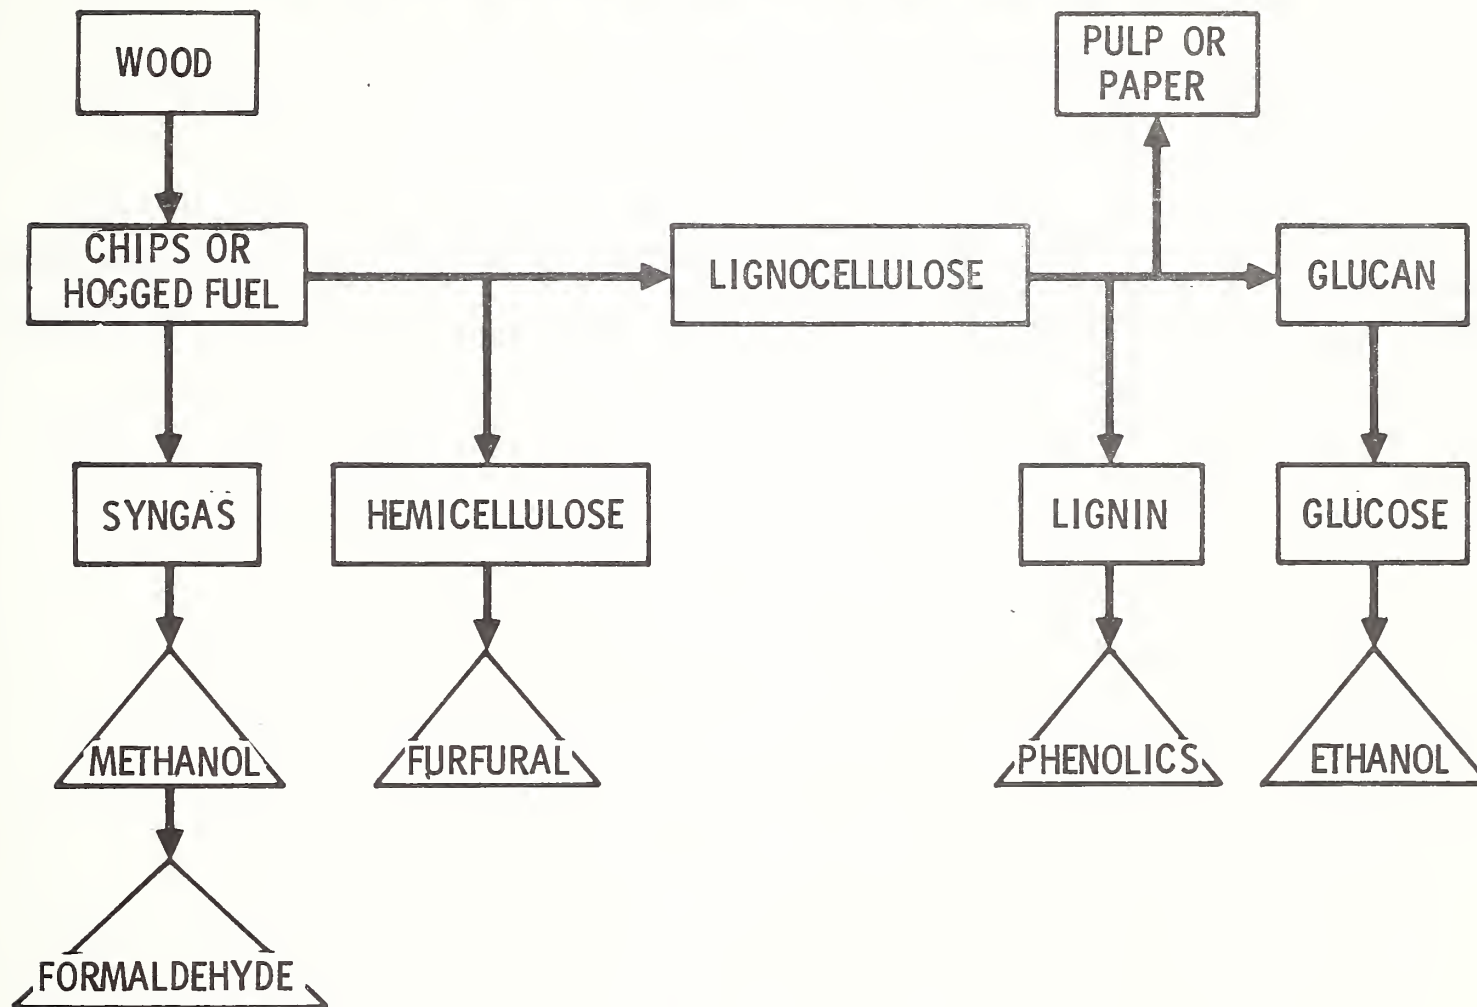 WOOD
PULP OR
PAPER
CHIPS OR
HOGGED FUEL
LIGNOCELLULOSE
GLUCAN
SYNGAS
HEMICELLULOSE
LIGNIN
GLUCOSE
METHANOL
FURFURAL
PHENOLICS
ETHANOL
FORMALDEHYDE